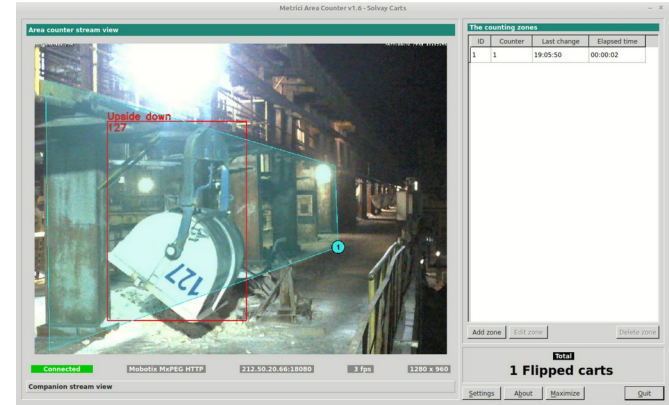 Metrici Area Counter v1.6 - Solvay Carts
Area counter stream view
Upside down
127
127
1
Connected
Mobotix MxPEG HTTP
212.50.20.66:18080
3 fps
1280 x 960
Companion stream view
The counting zones
ID Counter Last change Elapsed time
1 1 19:05:50 00:00:02
Add zone
Edit zone
Delete zone
Total
1 Flipped carts
Settings
About
Maximize
Quit